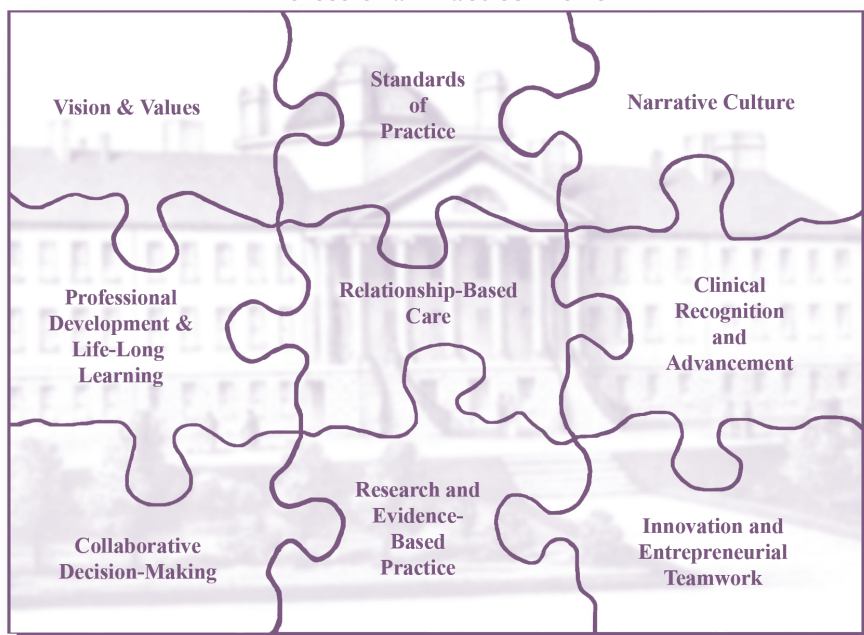 Vision & Values
Standards
of
Practice
Narrative Culture
Professional
Development &
Life-Long
Learning
Relationship-Based
Care
Clinical
Recognition
and
Advancement
Collaborative
Decision-Making
Research and
Evidence-
Based
Practice
Innovation and
Entrepreneurial
Teamwork